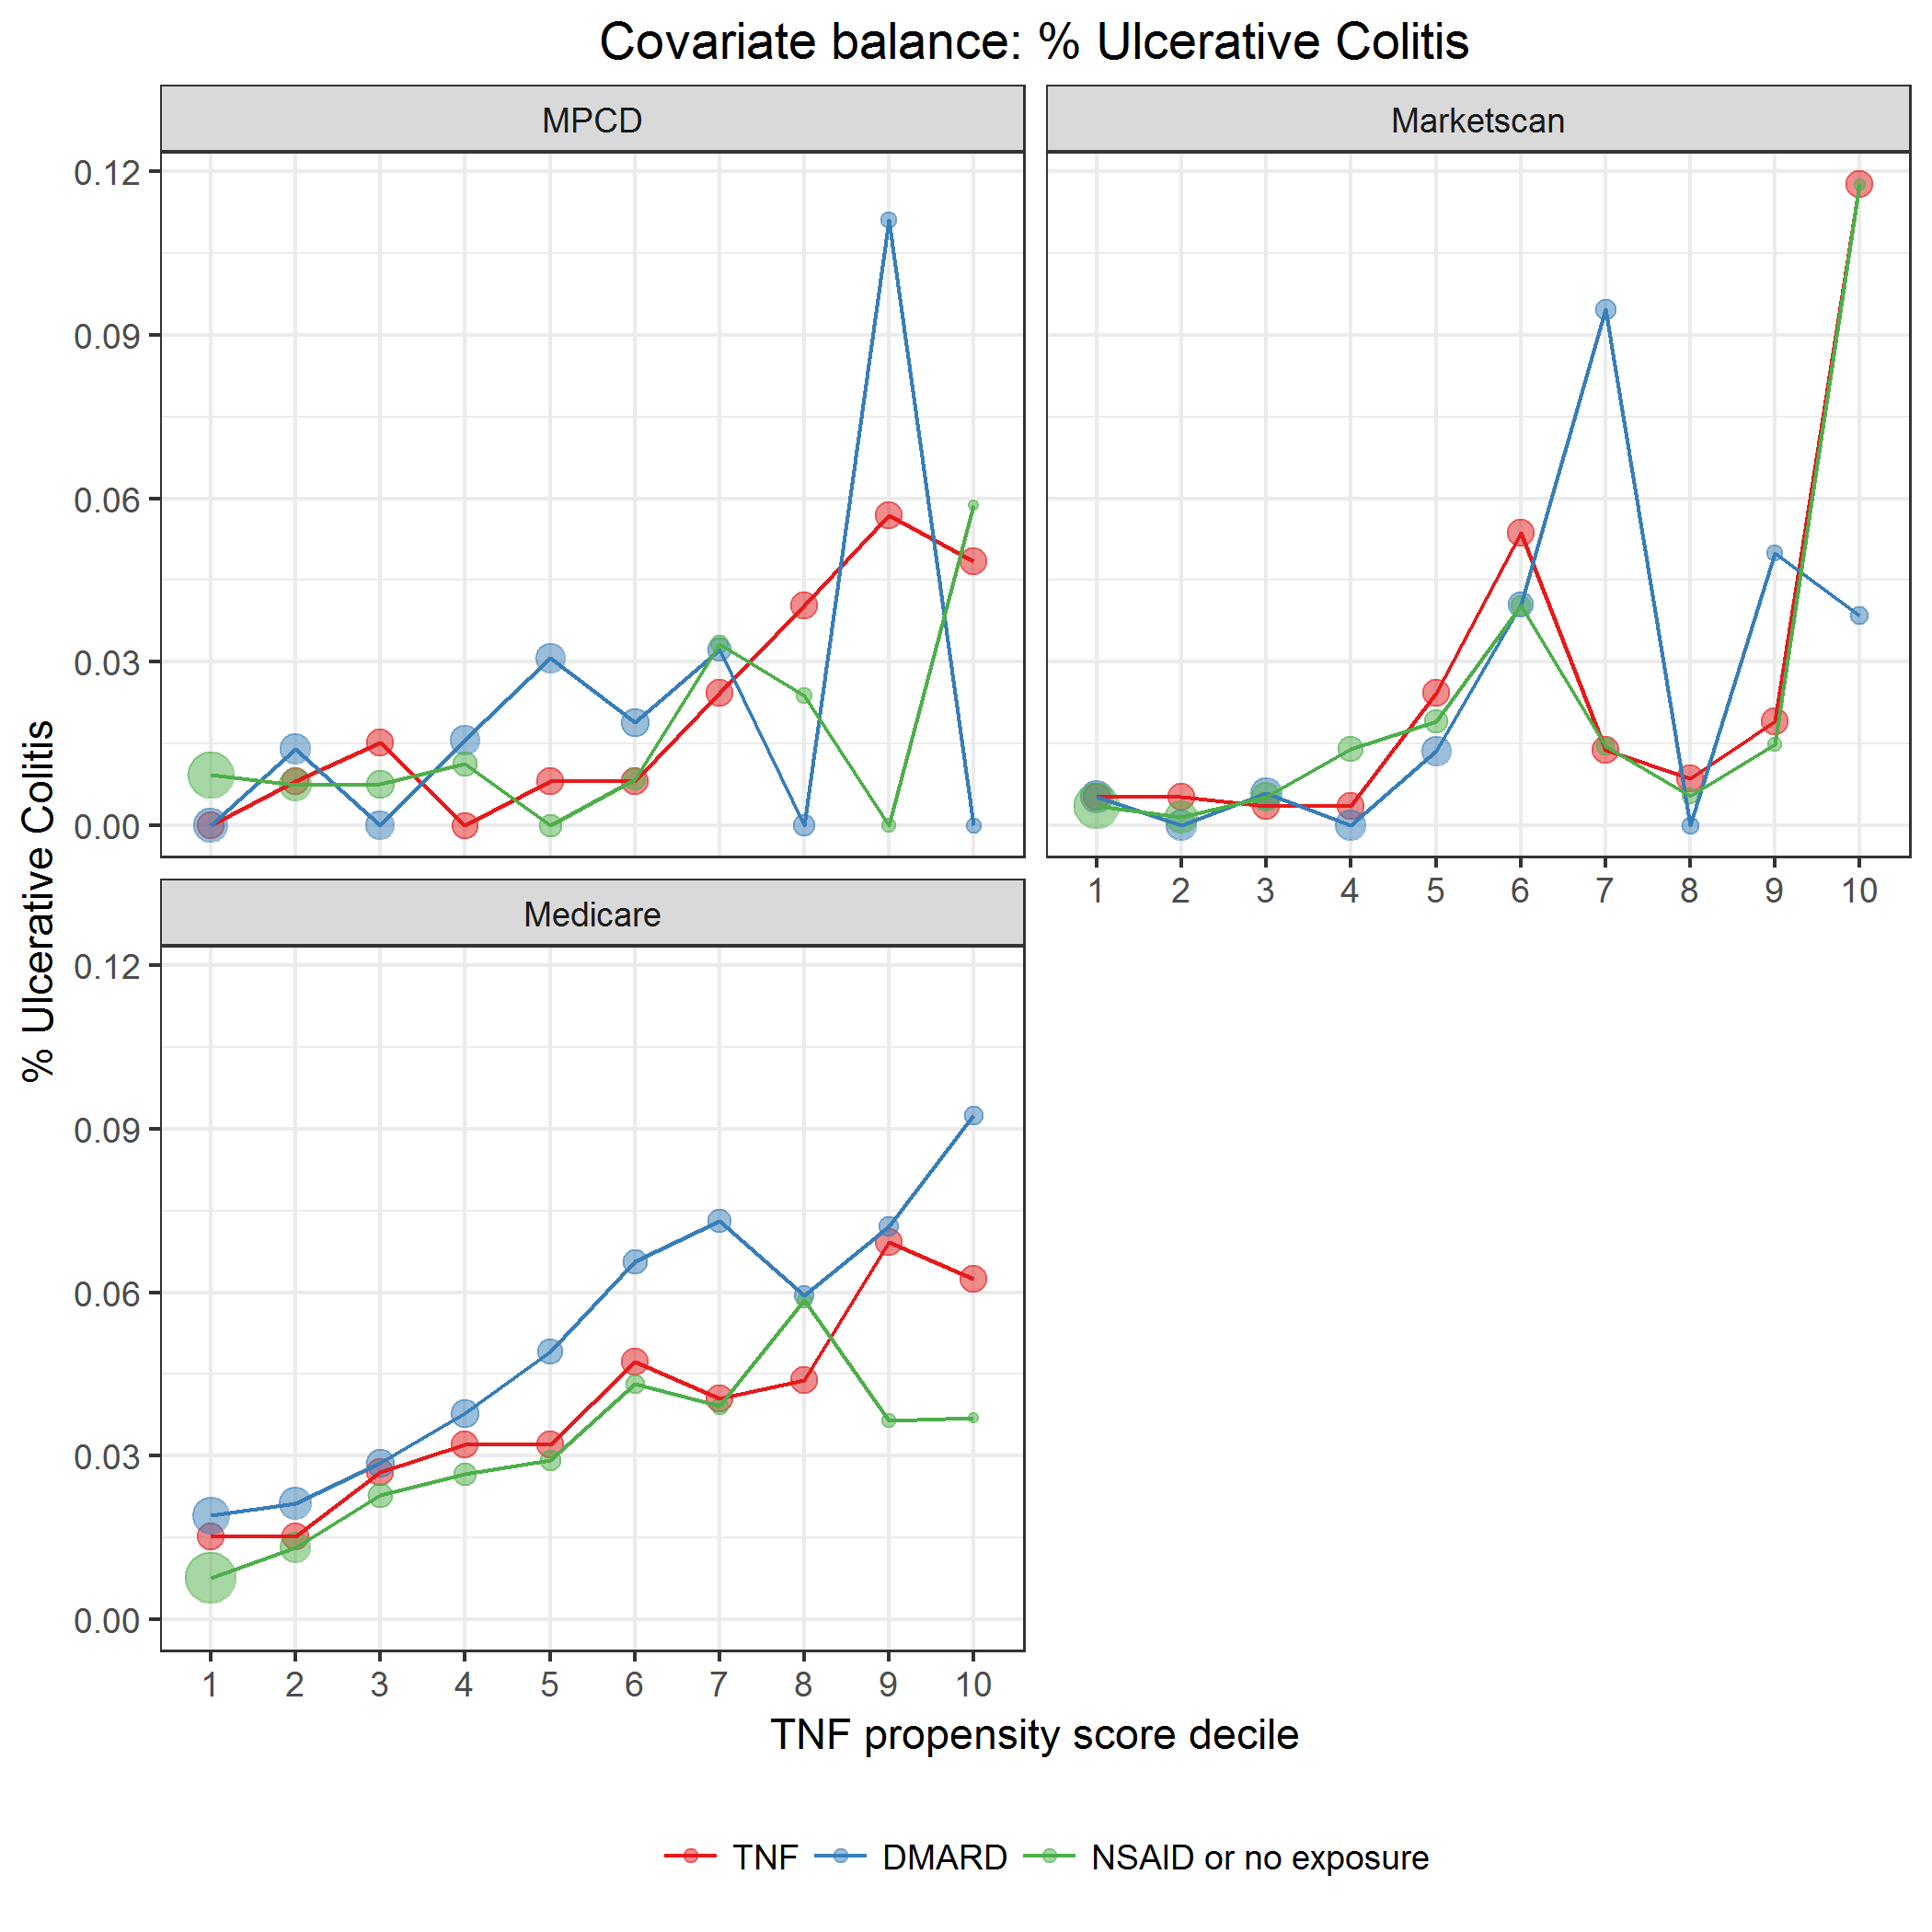 Covariate balance: % Ulcerative Colitis
MPCD
Marketscan
0.12
0.09
0.06
0.03
0.00
1 2 3 4 5 6 7 8 9 10
Medicare
0.12
0.09
0.06
0.03
0.00
1 2 3 4 5 6 7 8 9 10
% Ulcerative Colitis
TNF propensity score decile
TNF DMARD NSAID or no exposure